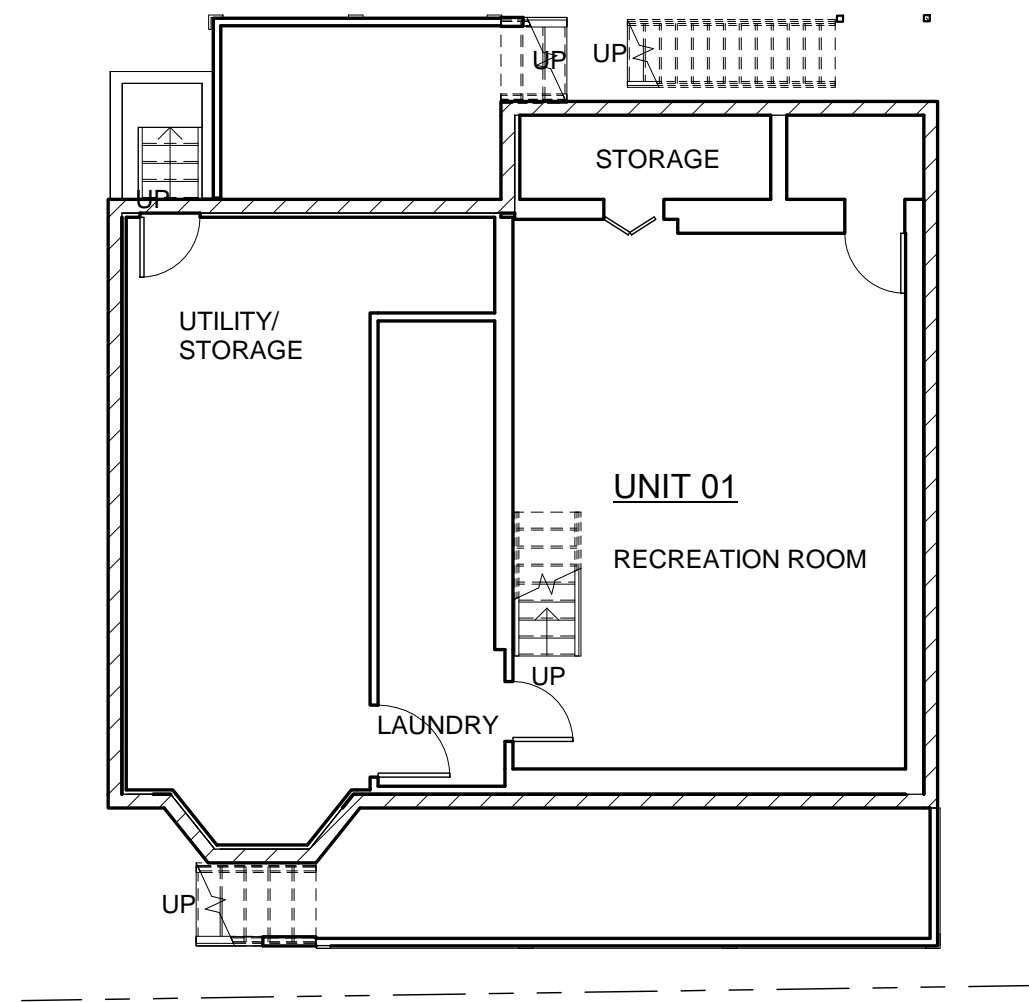 UP
UP
STORAGE
UP
UTILITY/
STORAGE
UNIT 01
RECREATION ROOM
UP
LAUNDRY
UP